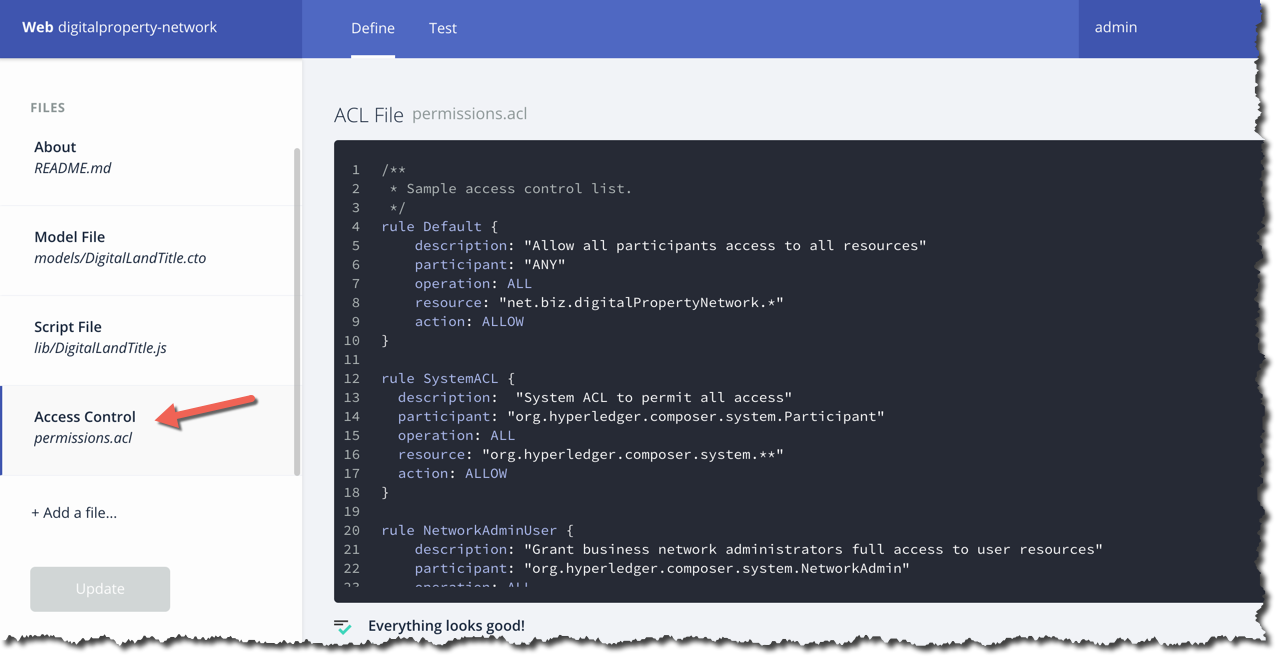 Web digitalproperty-network
Define
Test
admin
FILES
About
README.md
Model File
models/DigitalLandTitle.cto
Script File
lib/DigitalLandTitle.js
Access Control
permissions.acl
+ Add a file...
Update
ACL File permissions.acl
1 /**
2  * Sample access control list.
3  */
4 rule Default {
5     description: "Allow all participants access to all resources"
6     participant: "ANY"
7     operation: ALL
8     resource: "net.biz.digitalPropertyNetwork.*"
9     action: ALLOW
10 }
11
12 rule SystemACL {
13   description:  "System ACL to permit all access"
14   participant: "org.hyperledger.composer.system.Participant"
15   operation: ALL
16   resource: "org.hyperledger.composer.system.**"
17   action: ALLOW
18 }
19
20 rule NetworkAdminUser {
21     description: "Grant business network administrators full access to user resources"
22     participant: "org.hyperledger.composer.system.NetworkAdmin"
23     operation: ALL
Everything looks good!